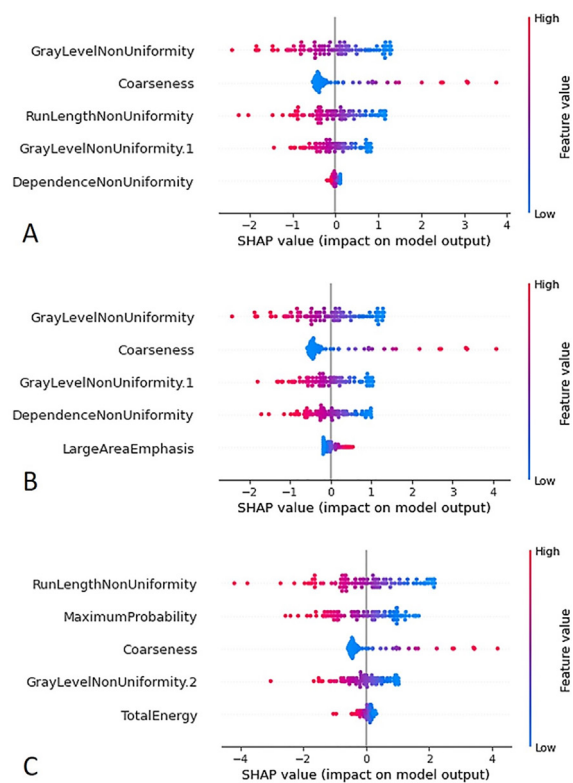 High
GrayLevelNonUniformity
Coarseness
RunLengthNonUniformity
GrayLevelNonUniformity.1
DependenceNonUniformity
Feature value
Low
−2 −1 0 1 2 3 4
SHAP value (impact on model output)
A
High
GrayLevelNonUniformity
Coarseness
GrayLevelNonUniformity.1
DependenceNonUniformity
LargeAreaEmphasis
Feature value
Low
−2 −1 0 1 2 3 4
SHAP value (impact on model output)
B
High
RunLengthNonUniformity
MaximumProbability
Coarseness
GrayLevelNonUniformity.2
TotalEnergy
Feature value
Low
−4 −2 0 2 4
SHAP value (impact on model output)
C